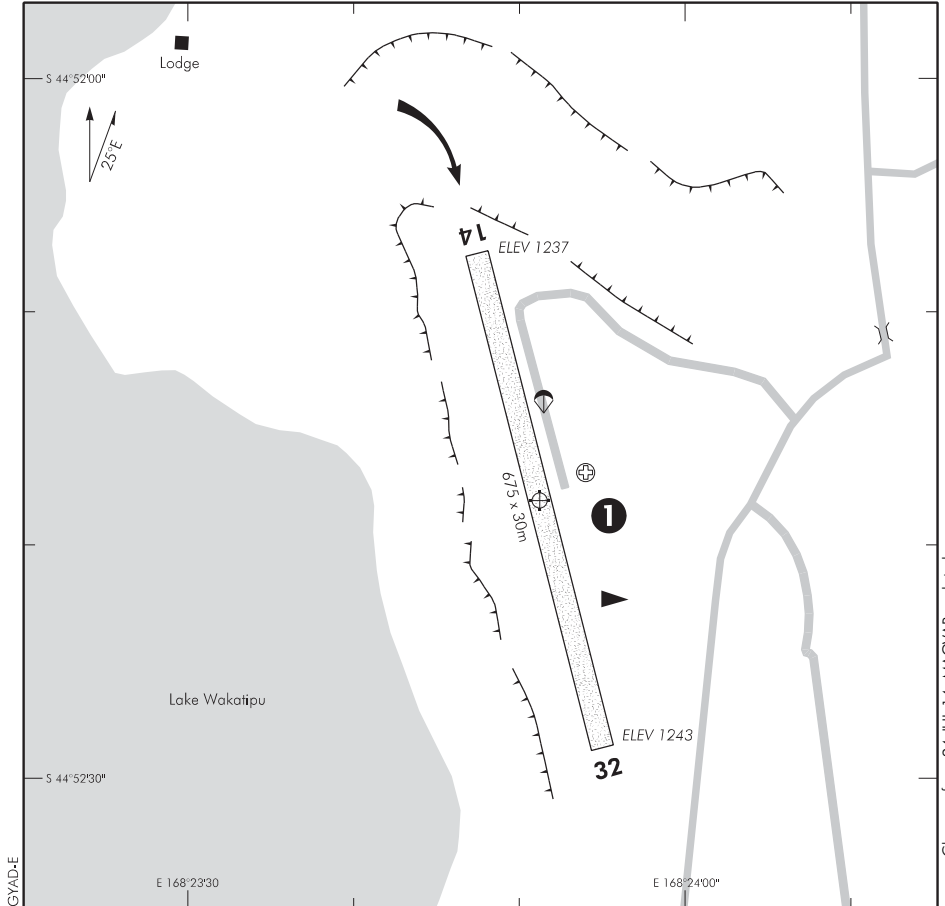 Lodge
S 44°52'00"
25°E
14
ELEV 1237
675 x 30m
1
ELEV 1243
Lake Wakatipu
32
S 44°52'30"
E 168°23'30
E 168°24'00"
GYAD-E